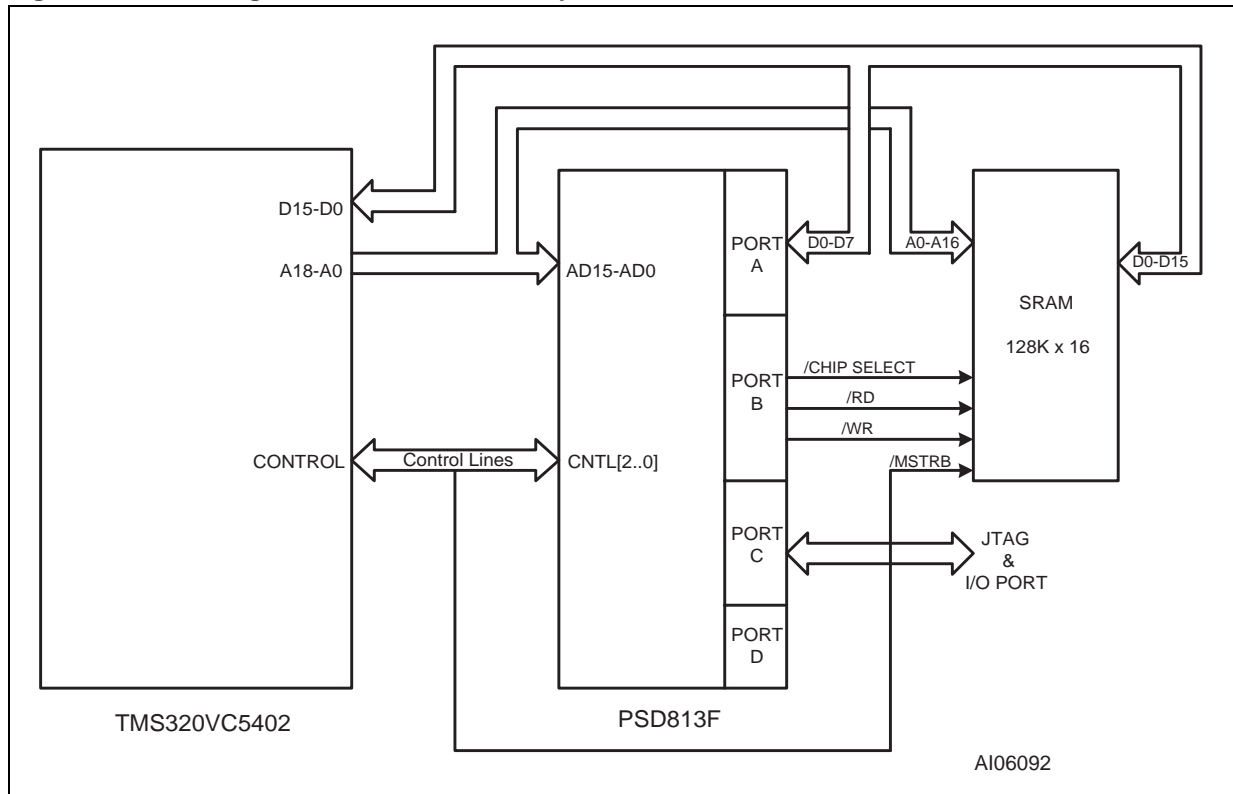 D15-D0
A18-A0
CONTROL
TMS320VC5402
Control Lines
AD15-AD0
CNTL[2..0]
PSD813F
PORT
A
PORT
B
PORT
C
PORT
D
D0-D7
A0-A16
D0-D15
SRAM
128K x 16
/CHIP SELECT
/RD
/WR
/MSTRB
JTAG
&
I/O PORT
AI06092